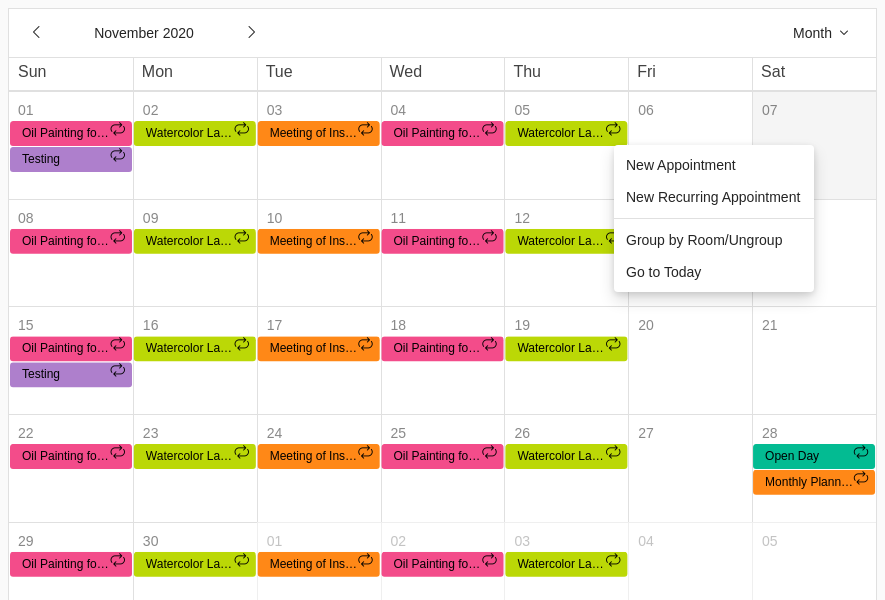 November 2020 Month
Sun Mon Tue Wed Thu Fri Sat
01 02 03 04 05 06 07
Oil Painting fo… Watercolor La… Meeting of Ins… Oil Painting fo… Watercolor La…
Testing
New Appointment
New Recurring Appointment
Group by Room/Ungroup
Go to Today
08 09 10 11 12
Oil Painting fo… Watercolor La… Meeting of Ins… Oil Painting fo… Watercolor La…
15 16 17 18 19 20 21
Oil Painting fo… Watercolor La… Meeting of Ins… Oil Painting fo… Watercolor La…
Testing
22 23 24 25 26 27 28
Oil Painting fo… Watercolor La… Meeting of Ins… Oil Painting fo… Watercolor La… Open Day
Monthly Plann…
29 30 01 02 03 04 05
Oil Painting fo… Watercolor La… Meeting of Ins… Oil Painting fo… Watercolor La…